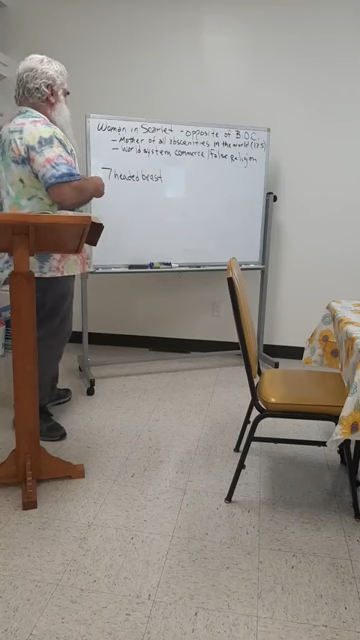 Woman in Scarlet - opposite of B.O.C.
- Mother of all obscenities in the world (17:5)
- World system, commerce/false Religion
7 headed beast